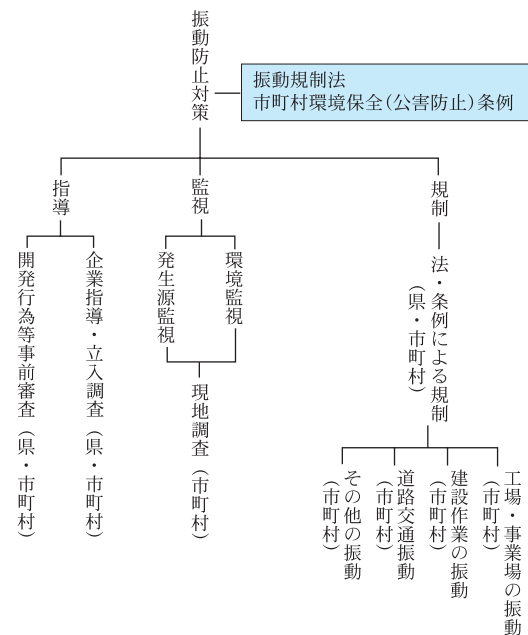 振動防止対策
振動規制法
市町村環境保全(公害防止)条例
規制
法・条例による規制
(県・市町村)
工場・事業場の振動
(市町村)
建設作業の振動
(市町村)
道路交通振動
(市町村)
その他の振動
(市町村)
監視
環境監視
発生源監視
現地調査(市町村)
指導
企業指導・立入調査(県・市町村)
開発行為等事前審査(県・市町村)